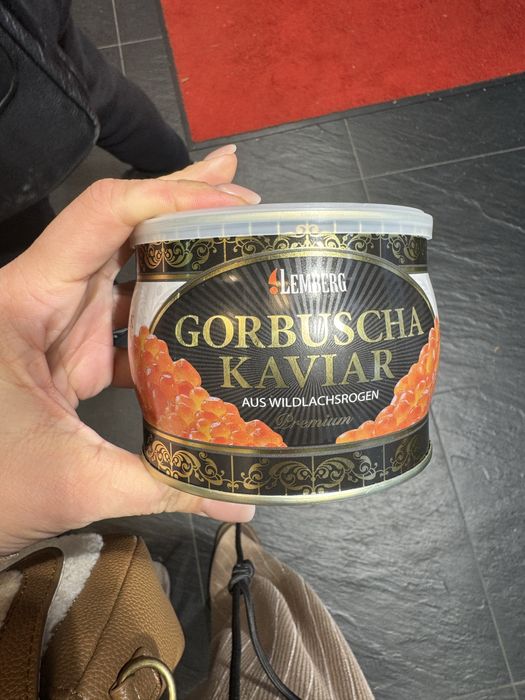 LEMBERG
GORBUSCHA
KAVIAR
AUS WILDLACHSROGEN
Premium